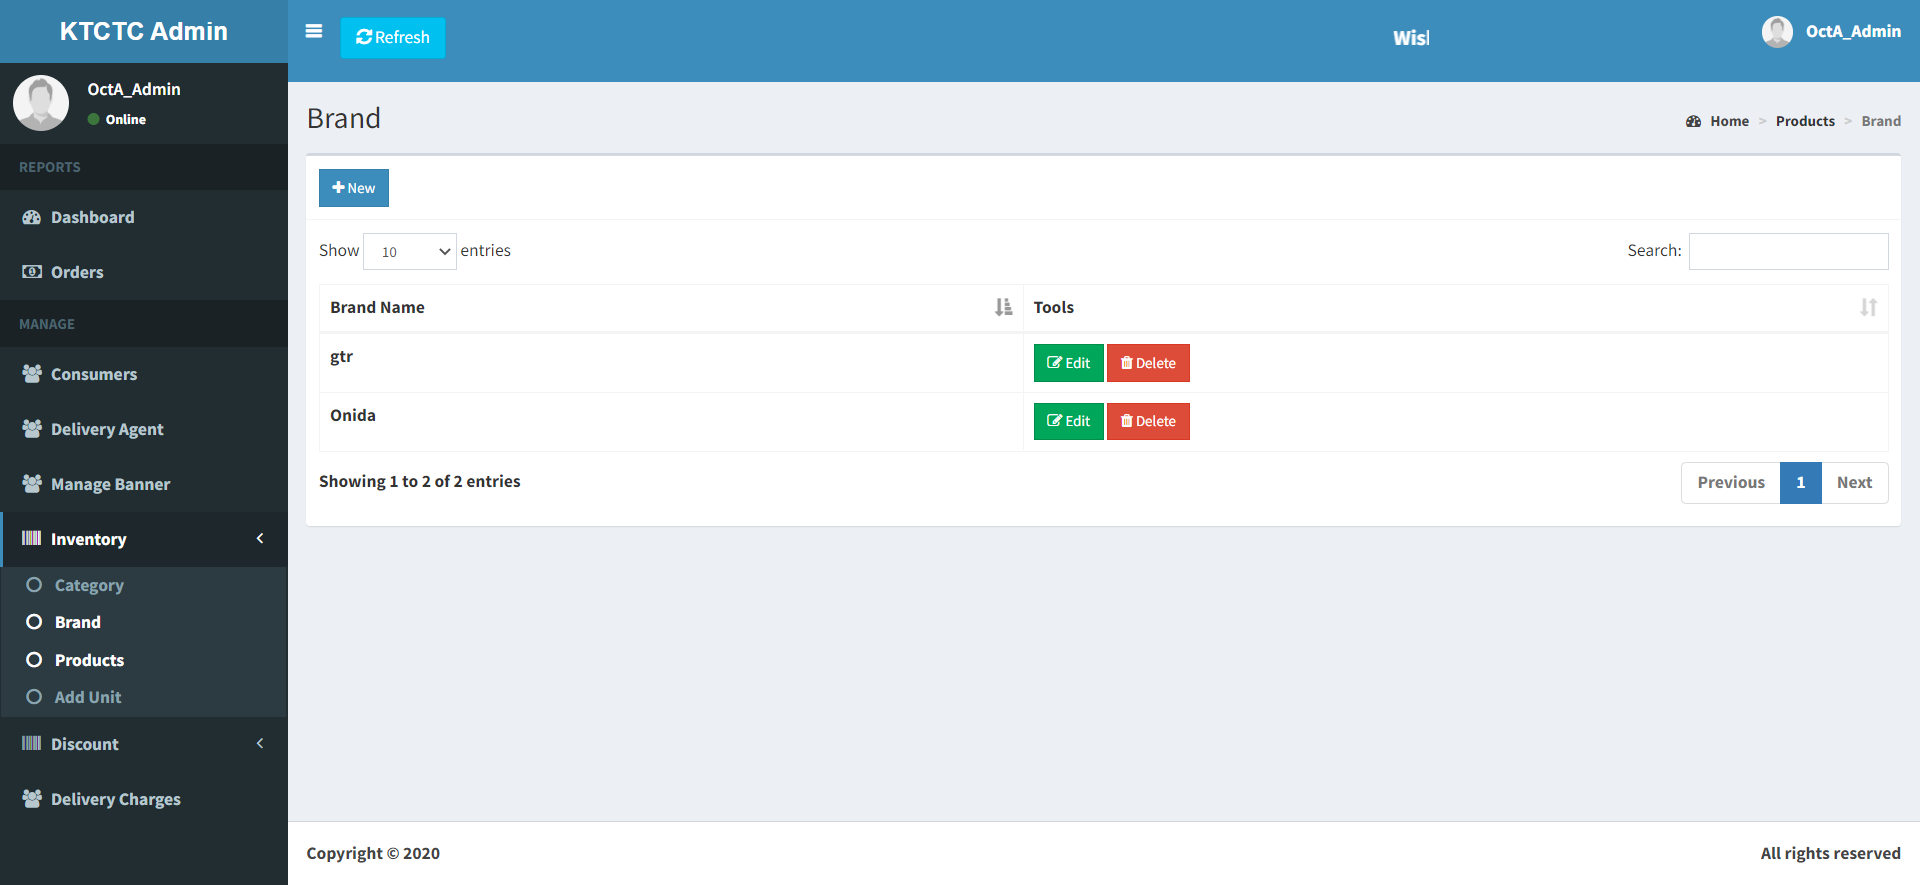 KTCTC Admin
Refresh
OctA_Admin
OctA_Admin
Online
REPORTS
Dashboard
Orders
MANAGE
Consumers
Delivery Agent
Manage Banner
Inventory
Category
Brand
Products
Add Unit
Discount
Delivery Charges
Brand
Home > Products > Brand
New
Show 10 entries
Search:
Brand Name Tools
gtr Edit Delete
Onida Edit Delete
Showing 1 to 2 of 2 entries
Previous 1 Next
Copyright © 2020
All rights reserved